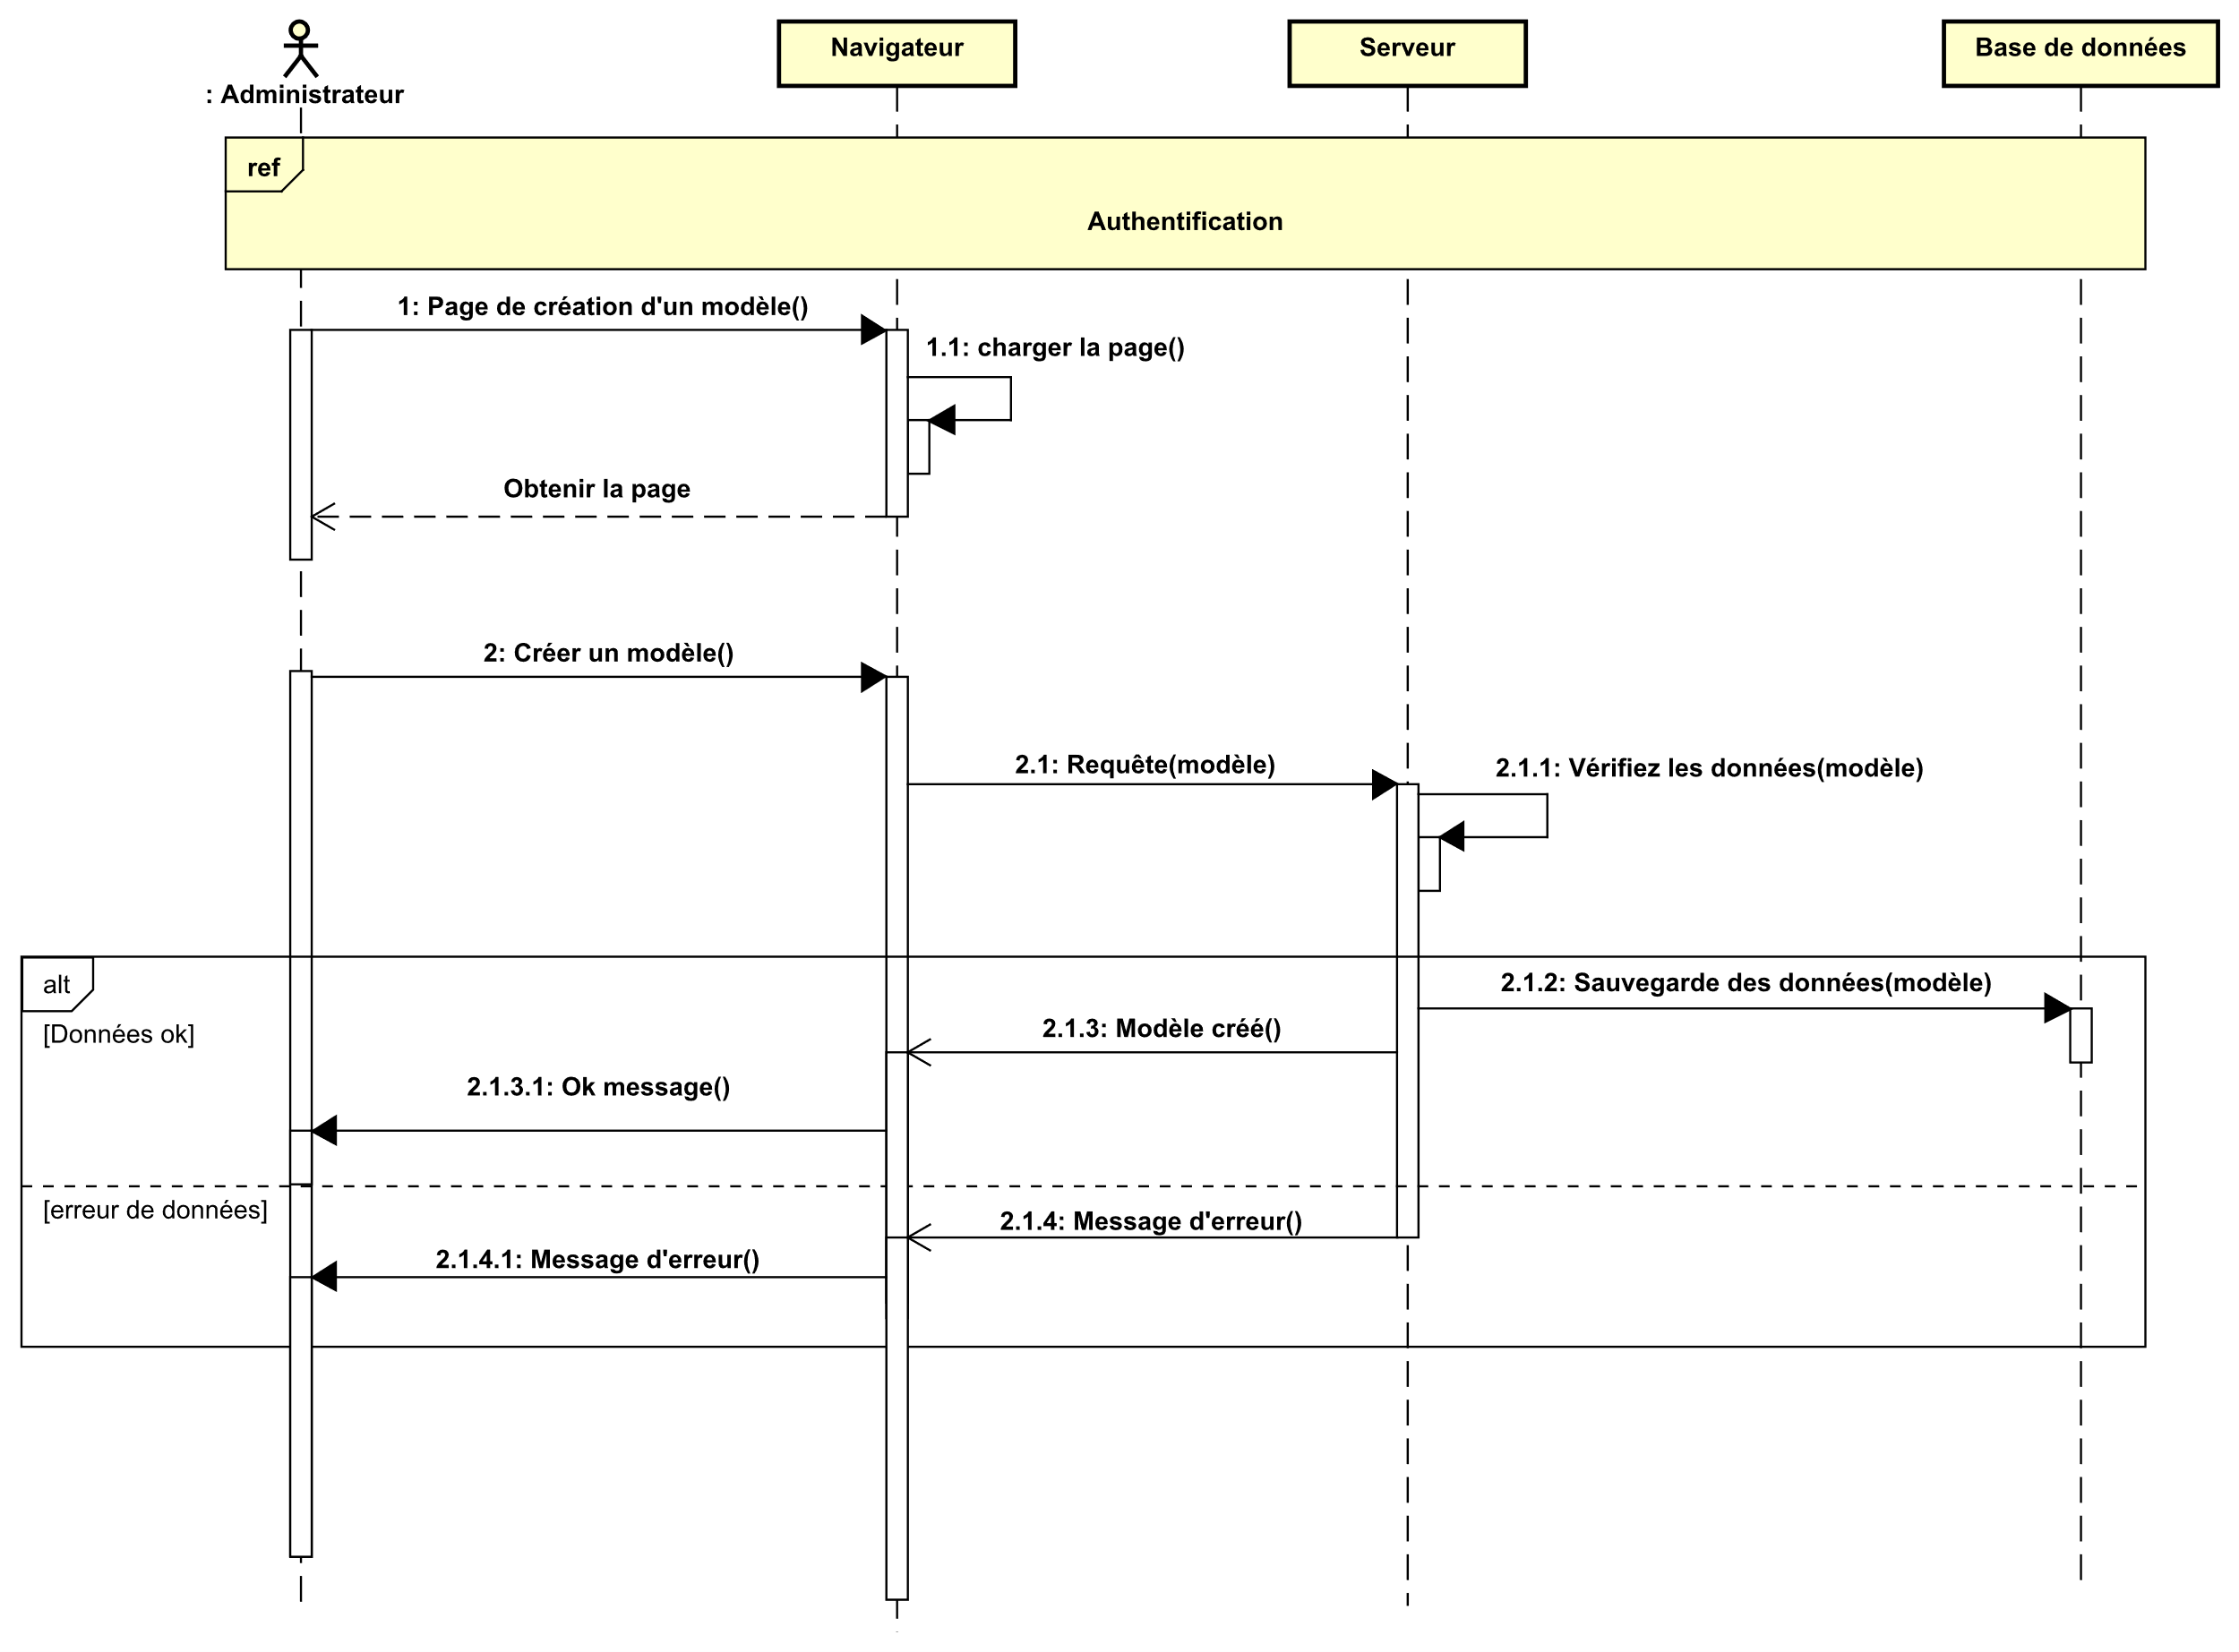 : Administrateur
Navigateur
Serveur
Base de données
ref
Authentification
1: Page de création d'un modèle()
1.1: charger la page()
Obtenir la page
2: Créer un modèle()
2.1: Requête(modèle)
2.1.1: Vérifiez les données(modèle)
alt
2.1.2: Sauvegarde des données(modèle)
[Données ok]
2.1.3: Modèle créé()
2.1.3.1: Ok message()
[erreur de données]
2.1.4: Message d'erreur()
2.1.4.1: Message d'erreur()